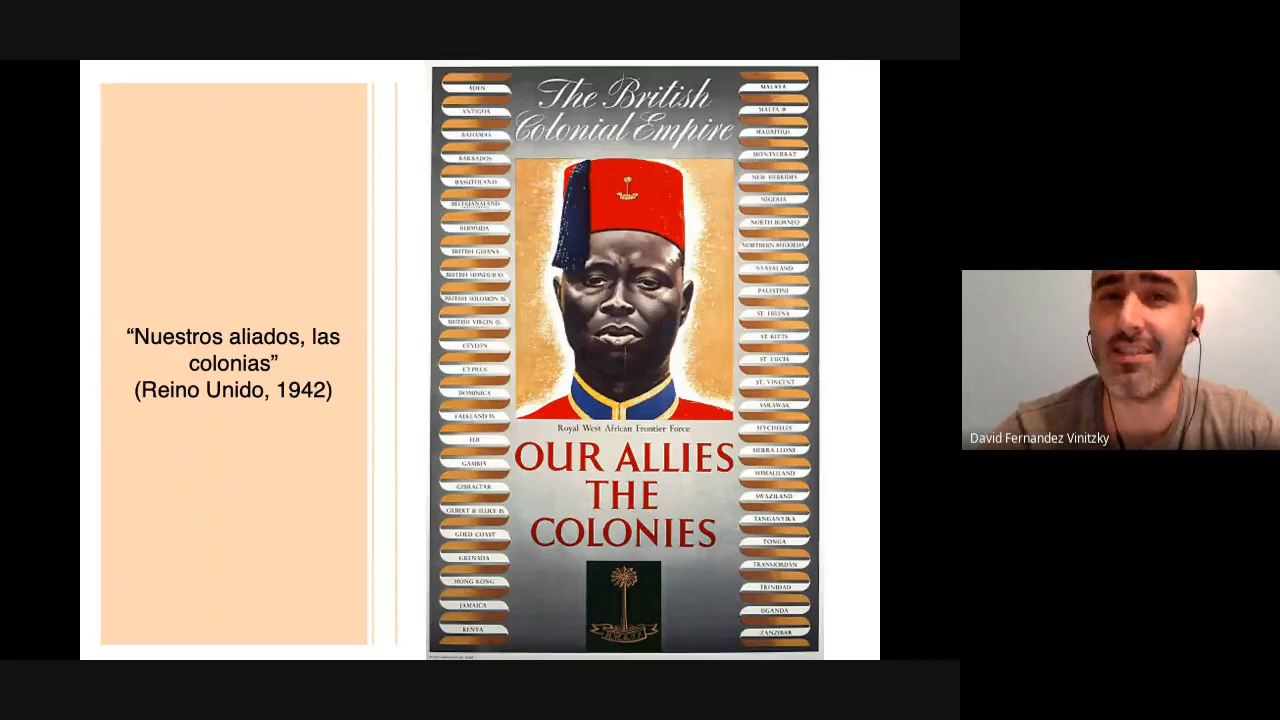 “Nuestros aliados, las
colonias”
(Reino Unido, 1942)
The British
Colonial Empire
ADEN
ANTIGUA
BAHAMAS
BARBADOS
BASUTOLAND
BECHUANALAND
BERMUDA
BRITISH GUIANA
BRITISH HONDURAS
BRITISH SOLOMON IS.
BRITISH VIRGIN IS.
CEYLON
CYPRUS
DOMINICA
FALKLAND IS.
FIJI
GAMBIA
GIBRALTAR
GILBERT & ELLICE IS.
GOLD COAST
GRENADA
HONG KONG
JAMAICA
KENYA
MALAYA
MALTA
MAURITIUS
MONTSERRAT
NEW HEBRIDES
NIGERIA
NORTH BORNEO
NORTHERN RHODESIA
NYASALAND
PALESTINE
ST. HELENA
ST. KITTS
ST. LUCIA
ST. VINCENT
SARAWAK
SEYCHELLES
SIERRA LEONE
SOMALILAND
SWAZILAND
TANGANYIKA
TONGA
TRANSJORDAN
TRINIDAD
UGANDA
ZANZIBAR
Royal West African Frontier Force
OUR ALLIES
THE
COLONIES
David Fernandez Vinitzky